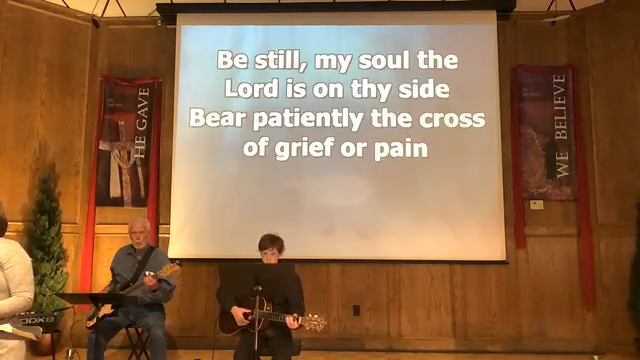 Be still, my soul the
Lord is on thy side
Bear patiently the cross
of grief or pain
HE GAVE
WE BELIEVE